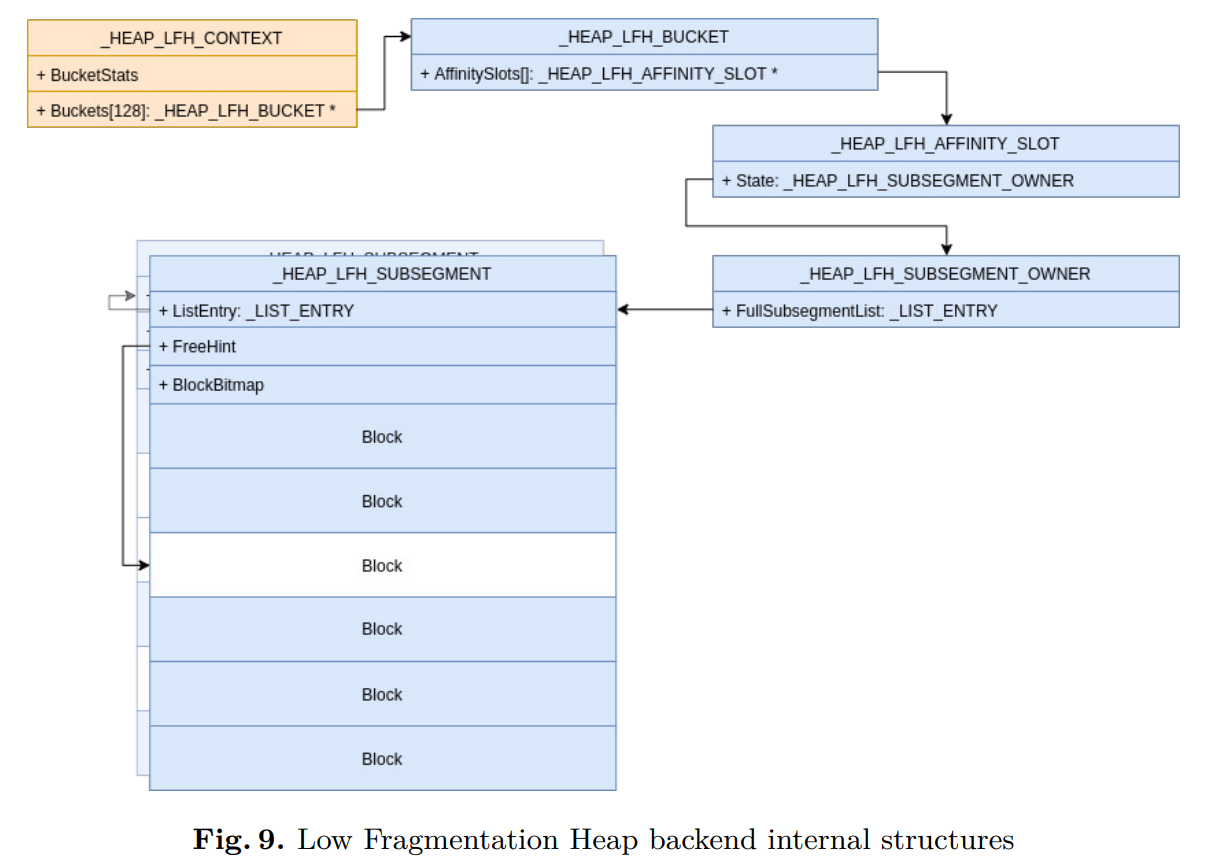 _HEAP_LFH_CONTEXT
+ BucketStats
+ Buckets[128]: _HEAP_LFH_BUCKET *
_HEAP_LFH_BUCKET
+ AffinitySlots[]: _HEAP_LFH_AFFINITY_SLOT *
_HEAP_LFH_AFFINITY_SLOT
+ State: _HEAP_LFH_SUBSEGMENT_OWNER
_HEAP_LFH_SUBSEGMENT_OWNER
+ FullSubsegmentList: _LIST_ENTRY
_HEAP_LFH_SUBSEGMENT
_HEAP_LFH_SUBSEGMENT
+ ListEntry: _LIST_ENTRY
+ FreeHint
+ BlockBitmap
Block
Block
Block
Block
Block
Block
Fig. 9. Low Fragmentation Heap backend internal structures